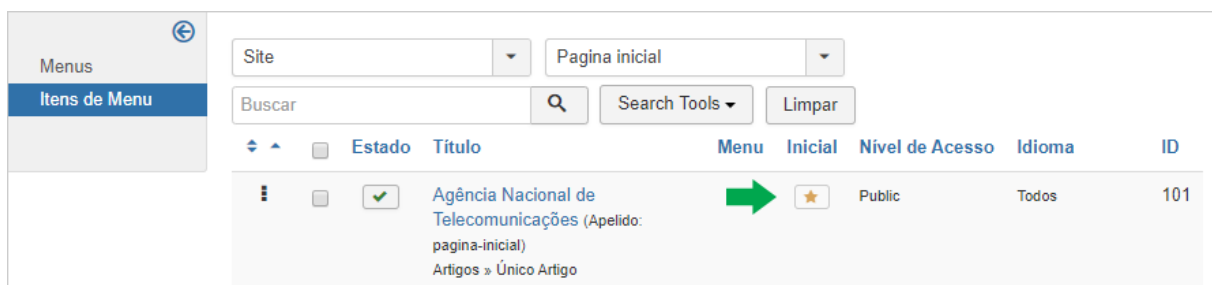 Menus
Itens de Menu
Site
Pagina inicial
Buscar
Search Tools
Limpar
Estado Título Menu Inicial Nível de Acesso Idioma ID
Agência Nacional de
Telecomunicações (Apelido:
pagina-inicial)
Artigos » Único Artigo
Public
Todos
101